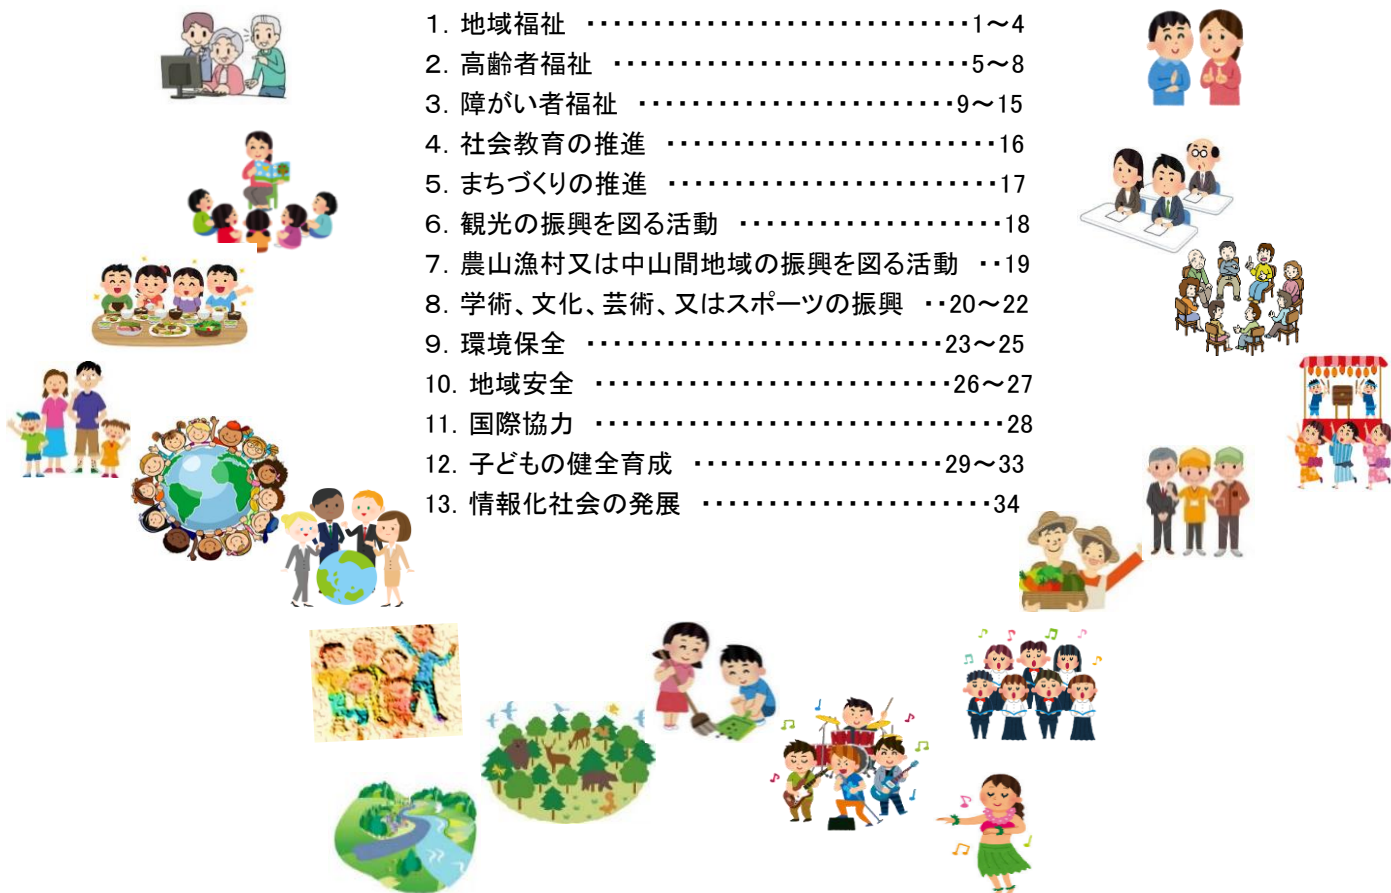 1. 地域福祉 ・・・・・・・・・・・・・・・・・・・・・・・・・・・・・1～4
2. 高齢者福祉 ・・・・・・・・・・・・・・・・・・・・・・・・・・・5～8
3. 障がい者福祉 ・・・・・・・・・・・・・・・・・・・・・・・・9～15
4. 社会教育の推進 ・・・・・・・・・・・・・・・・・・・・・・・・・16
5. まちづくりの推進 ・・・・・・・・・・・・・・・・・・・・・・・・・17
6. 観光の振興を図る活動 ・・・・・・・・・・・・・・・・・・・・18
7. 農山漁村又は中山間地域の振興を図る活動 ・・19
8. 学術、文化、芸術、又はスポーツの振興 ・・20～22
9. 環境保全 ・・・・・・・・・・・・・・・・・・・・・・・・・・・23～25
10. 地域安全 ・・・・・・・・・・・・・・・・・・・・・・・・・・・26～27
11. 国際協力 ・・・・・・・・・・・・・・・・・・・・・・・・・・・・・・・28
12. 子どもの健全育成 ・・・・・・・・・・・・・・・・・・・29～33
13. 情報化社会の発展 ・・・・・・・・・・・・・・・・・・・・・・34